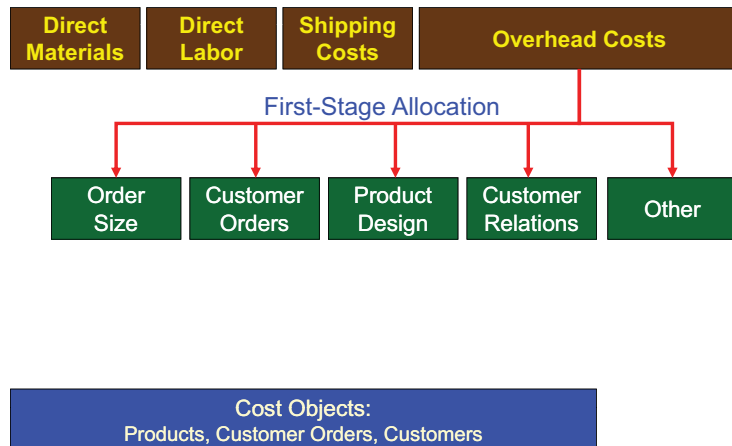 Direct
Materials
Direct
Labor
Shipping
Costs
Overhead Costs
First-Stage Allocation
Order
Size
Customer
Orders
Product
Design
Customer
Relations
Other
Cost Objects:
Products, Customer Orders, Customers